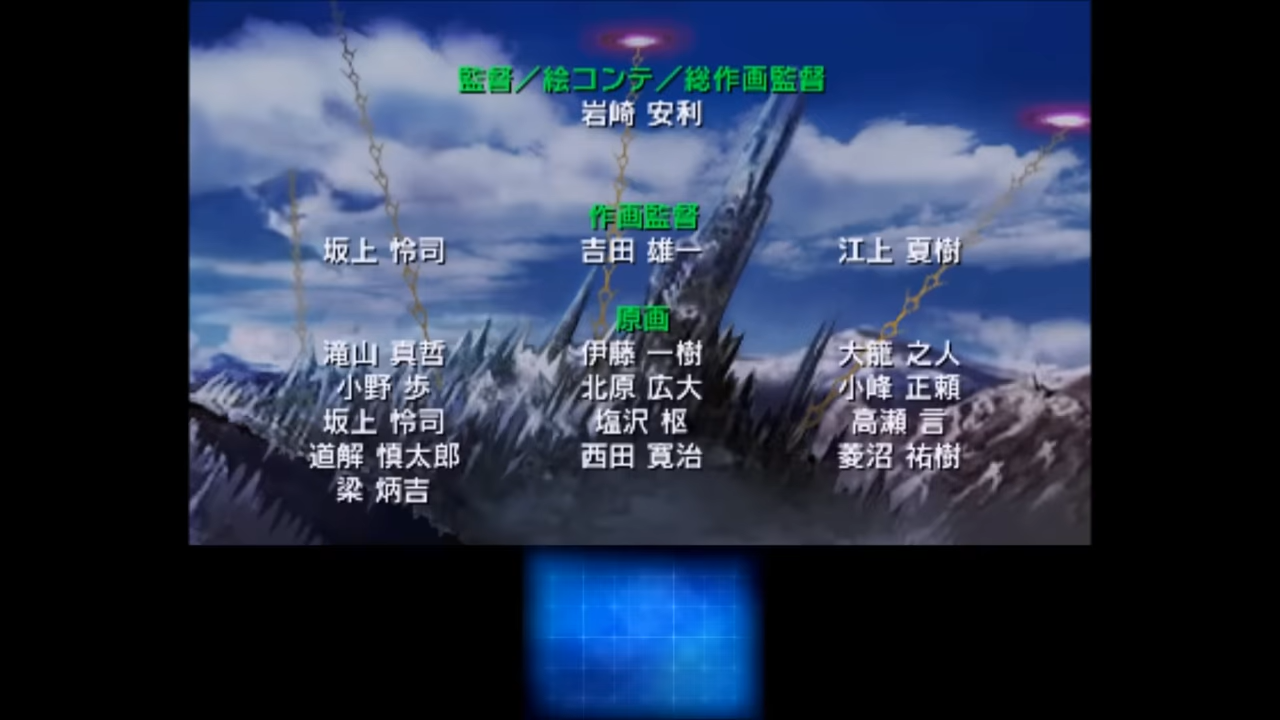 監督／絵コンテ／総作画監督
岩崎 安利
作画監督
坂上 怜司 吉田 雄一 江上 夏樹
原画
滝山 真哲 伊藤 一樹 大籠 之人
小野 歩 北原 広大 小峰 正頼
坂上 怜司 塩沢 枢 高瀬 言
道解 慎太郎 西田 寛治 菱沼 祐樹
梁 炳吉